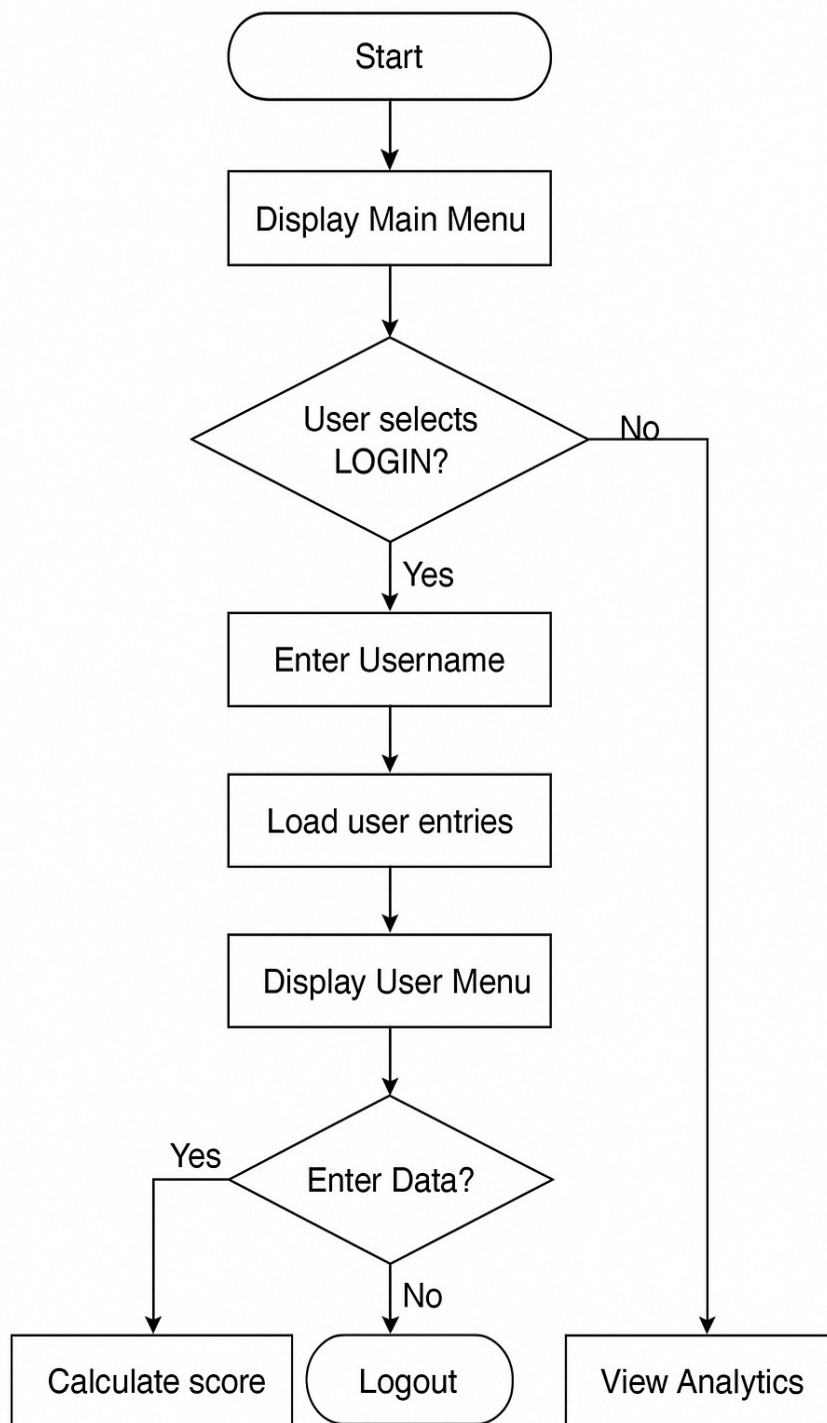 Start
Display Main Menu
User selects
LOGIN?
No
Yes
Enter Username
Load user entries
Display User Menu
Yes
Enter Data?
No
Calculate score
Logout
View Analytics